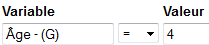 Variable Valeur
Âge - (G) = 4